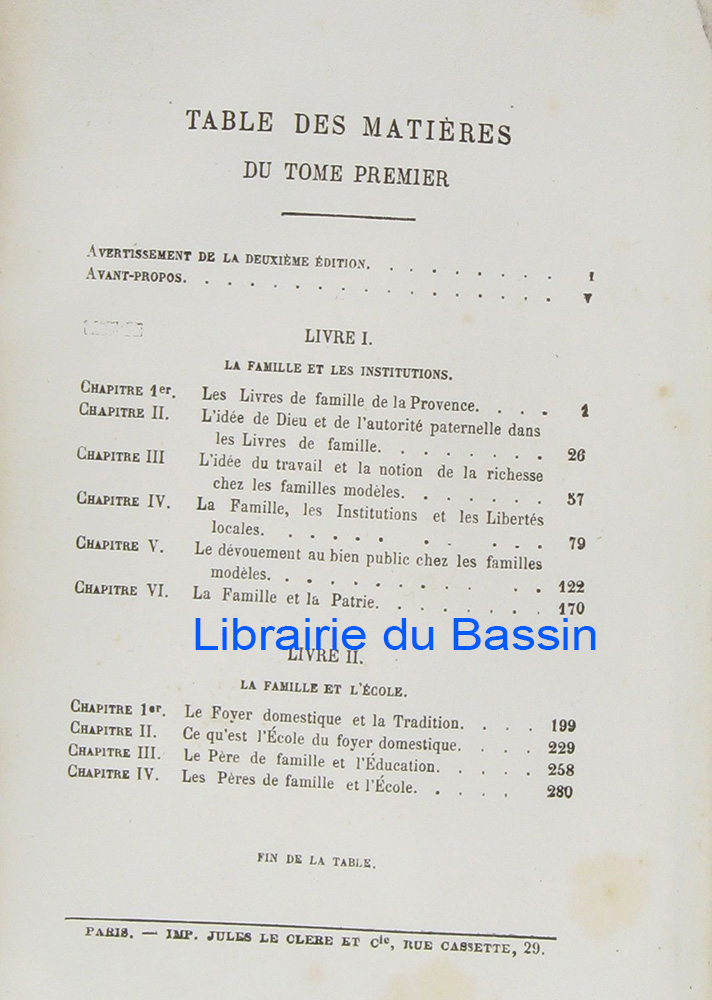 TABLE DES MATIÈRES
DU TOME PREMIER
AVERTISSEMENT DE LA DEUXIÈME ÉDITION. . . . . . . . . I
AVANT-PROPOS. . . . . . . . . . . . . . . . V
LIVRE I.
LA FAMILLE ET LES INSTITUTIONS.
CHAPITRE 1er. Les Livres de famille de la Provence. . . . . 1
CHAPITRE II. L'idée de Dieu et de l'autorité paternelle dans
les Livres de famille. . . . . . . . . 26
CHAPITRE III L'idée du travail et la notion de la richesse
chez les familles modèles. . . . . . . 57
CHAPITRE IV. La Famille, les Institutions et les Libertés
locales. . . . . . . . . . . 79
CHAPITRE V. Le dévouement au bien public chez les familles
modèles. . . . . . . . . . . 122
CHAPITRE VI. La Famille et la Patrie. . . . . . . . 170
Librairie du Bassin
LIVRE II.
LA FAMILLE ET L'ÉCOLE.
CHAPITRE 1er. Le Foyer domestique et la Tradition. . . . 199
CHAPITRE II. Ce qu'est l'École du foyer domestique. . . . 229
CHAPITRE III. Le Père de famille et l'Éducation. . . . . 258
CHAPITRE IV. Les Pères de famille et l'École. . . . . 280
FIN DE LA TABLE.
PARIS. — IMP. JULES LE CLERE ET Cie, RUE CASSETTE, 29.